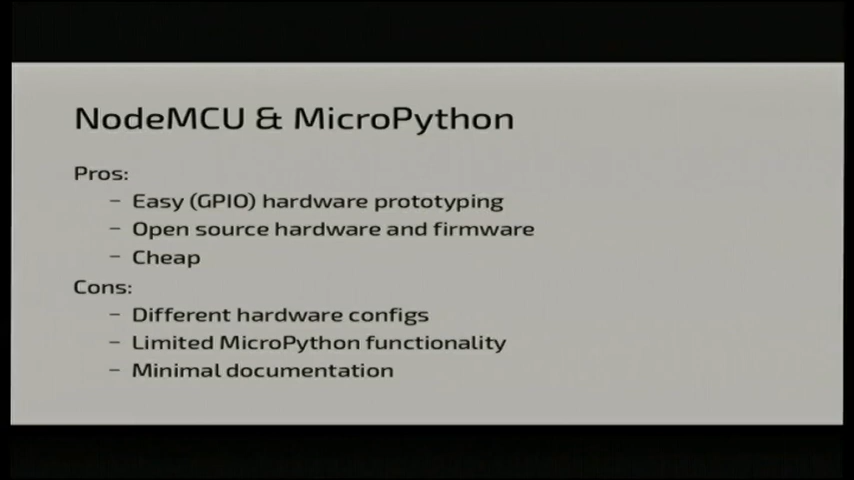 NodeMCU & MicroPython
Pros:
– Easy (GPIO) hardware prototyping
– Open source hardware and firmware
– Cheap
Cons:
– Different hardware configs
– Limited MicroPython functionality
– Minimal documentation